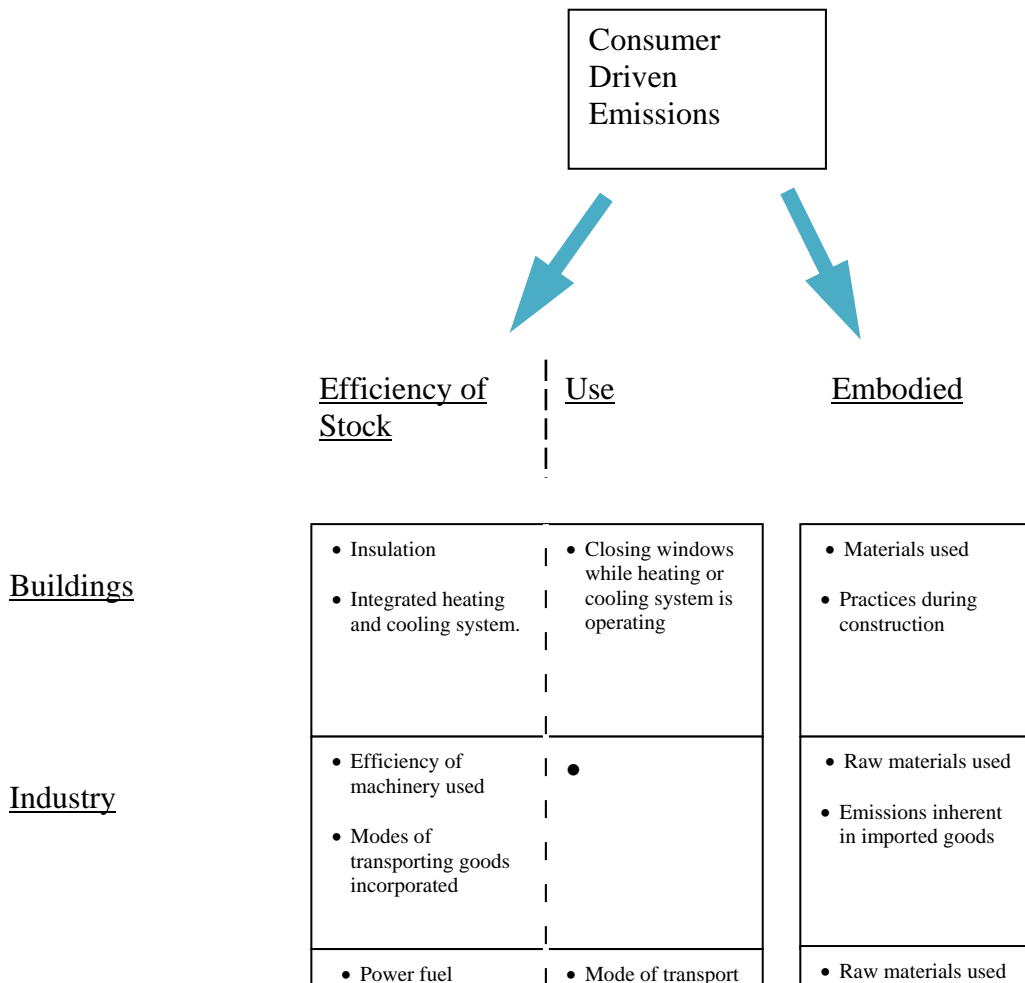 Consumer
Driven
Emissions
Efficiency of
Stock
Use
Embodied
Buildings
• Insulation
• Integrated heating
and cooling system.
• Closing windows
while heating or
cooling system is
operating
• Materials used
• Practices during
construction
Industry
• Efficiency of
machinery used
• Modes of
transporting goods
incorporated
•
• Raw materials used
• Emissions inherent
in imported goods
• Power fuel
• Mode of transport
• Raw materials used